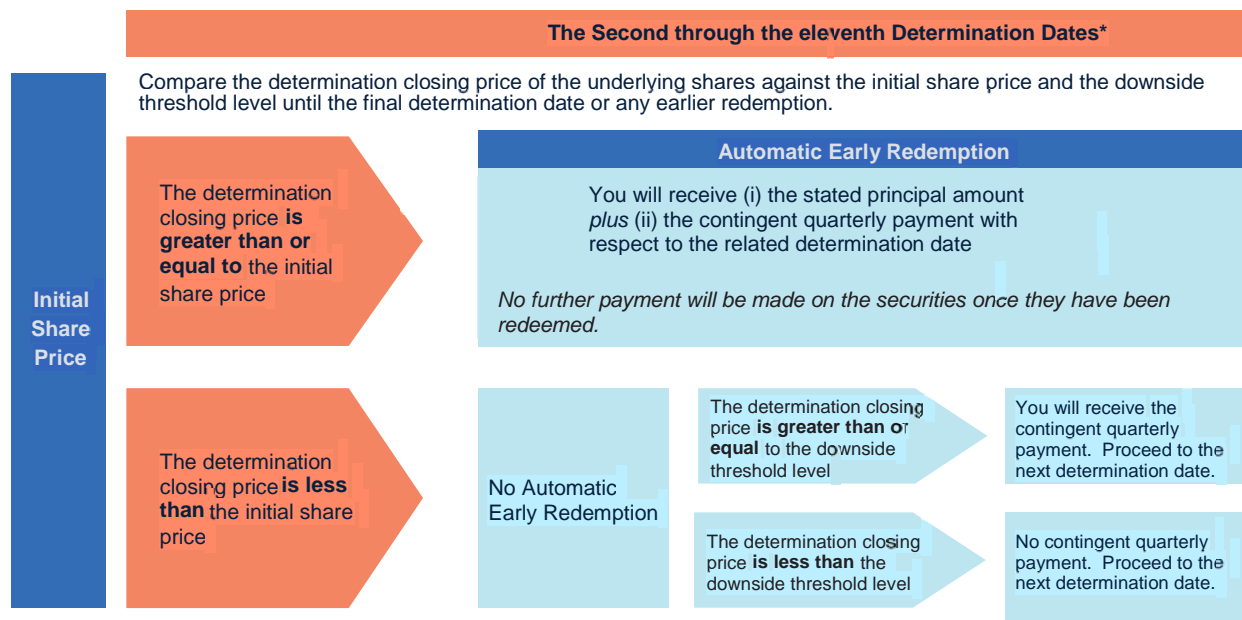 The Second through the eleventh Determination Dates*
Compare the determination closing price of the underlying shares against the initial share price and the downside
threshold level until the final determination date or any earlier redemption.
Initial
Share
Price
The determination
closing price is
greater than or
equal to the initial
share price
Automatic Early Redemption
You will receive (i) the stated principal amount
plus (ii) the contingent quarterly payment with
respect to the related determination date
No further payment will be made on the securities once they have been
redeemed.
The determination
closing price is less
than the initial share
price
No Automatic
Early Redemption
The determination closing
price is greater than or
equal to the downside
threshold level
You will receive the
contingent quarterly
payment. Proceed to the
next determination date.
The determination closing
price is less than the
downside threshold level
No contingent quarterly
payment. Proceed to the
next determination date.